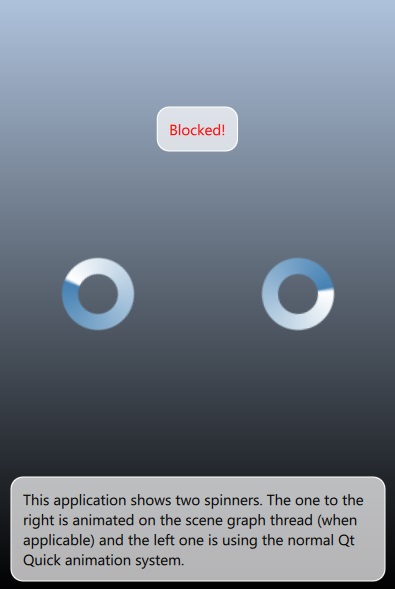 Blocked!
This application shows two spinners. The one to the
right is animated on the scene graph thread (when
applicable) and the left one is using the normal Qt
Quick animation system.